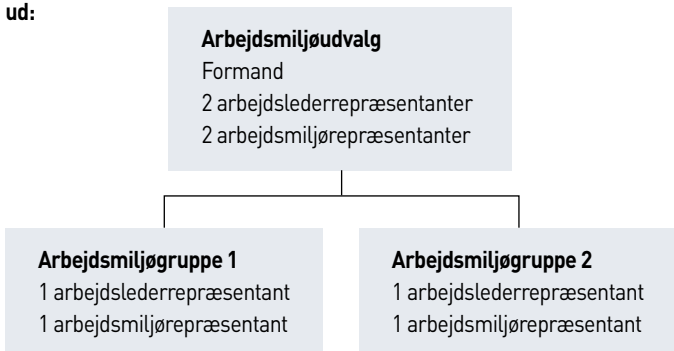 ud:
Arbejdsmiljøudvalg
Formand
2 arbejdslederrepræsentanter
2 arbejdsmiljørepræsentanter
Arbejdsmiljøgruppe 1
1 arbejdslederrepræsentant
1 arbejdsmiljørepræsentant
Arbejdsmiljøgruppe 2
1 arbejdslederrepræsentant
1 arbejdsmiljørepræsentant